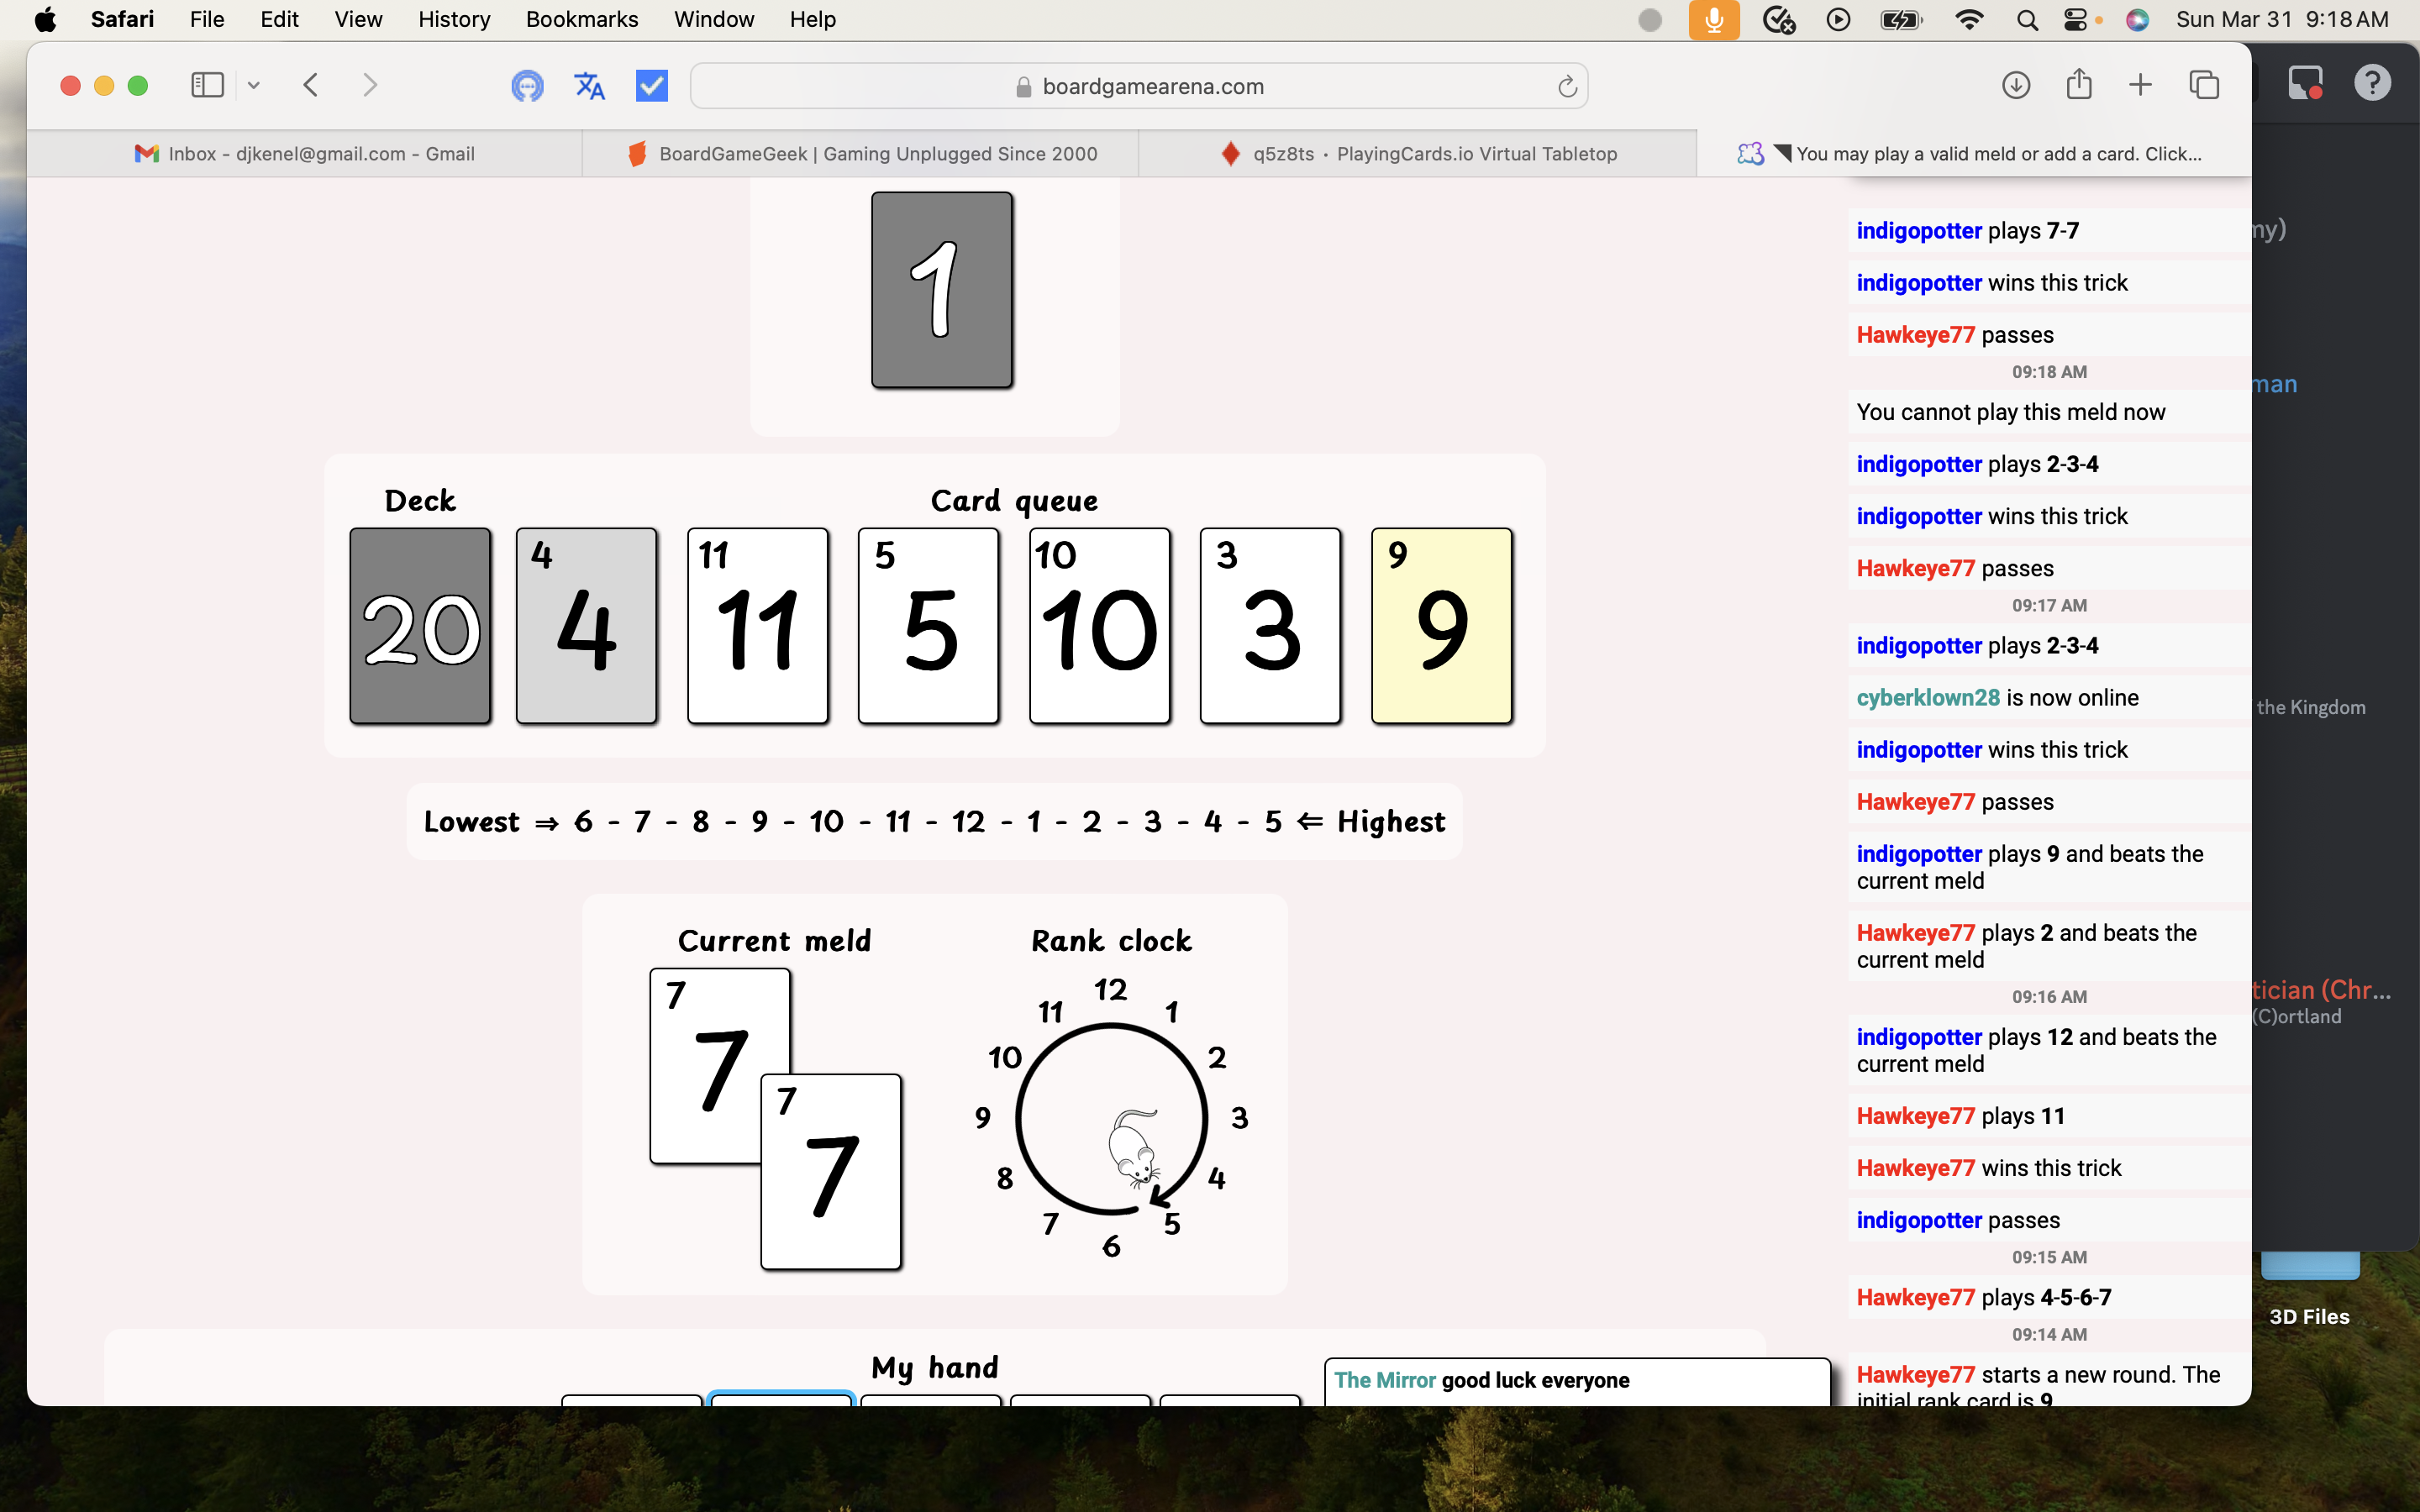 Safari File Edit View History Bookmarks Window Help Sun Mar 31 9:18 AM
boardgamearena.com
Inbox - djkenel@gmail.com - Gmail
BoardGameGeek | Gaming Unplugged Since 2000
q5z8ts • PlayingCards.io Virtual Tabletop
◥ You may play a valid meld or add a card. Click...
1
Deck
Card queue
20
4
4
11
11
5
5
10
10
3
3
9
9
Lowest ⇒ 6 - 7 - 8 - 9 - 10 - 11 - 12 - 1 - 2 - 3 - 4 - 5 ⇐ Highest
Current meld
7
7
7
7
Rank clock
12
1
2
3
4
5
6
7
8
9
10
11
My hand
The Mirror good luck everyone
indigopotter plays 7-7
indigopotter wins this trick
Hawkeye77 passes
09:18 AM
You cannot play this meld now
indigopotter plays 2-3-4
indigopotter wins this trick
Hawkeye77 passes
09:17 AM
indigopotter plays 2-3-4
cyberklown28 is now online
indigopotter wins this trick
Hawkeye77 passes
indigopotter plays 9 and beats the
current meld
Hawkeye77 plays 2 and beats the
current meld
09:16 AM
indigopotter plays 12 and beats the
current meld
Hawkeye77 plays 11
Hawkeye77 wins this trick
indigopotter passes
09:15 AM
Hawkeye77 plays 4-5-6-7
09:14 AM
Hawkeye77 starts a new round. The
initial rank card is 9
?
my)
man
the Kingdom
tician (Chr...
(C)ortland
3D Files